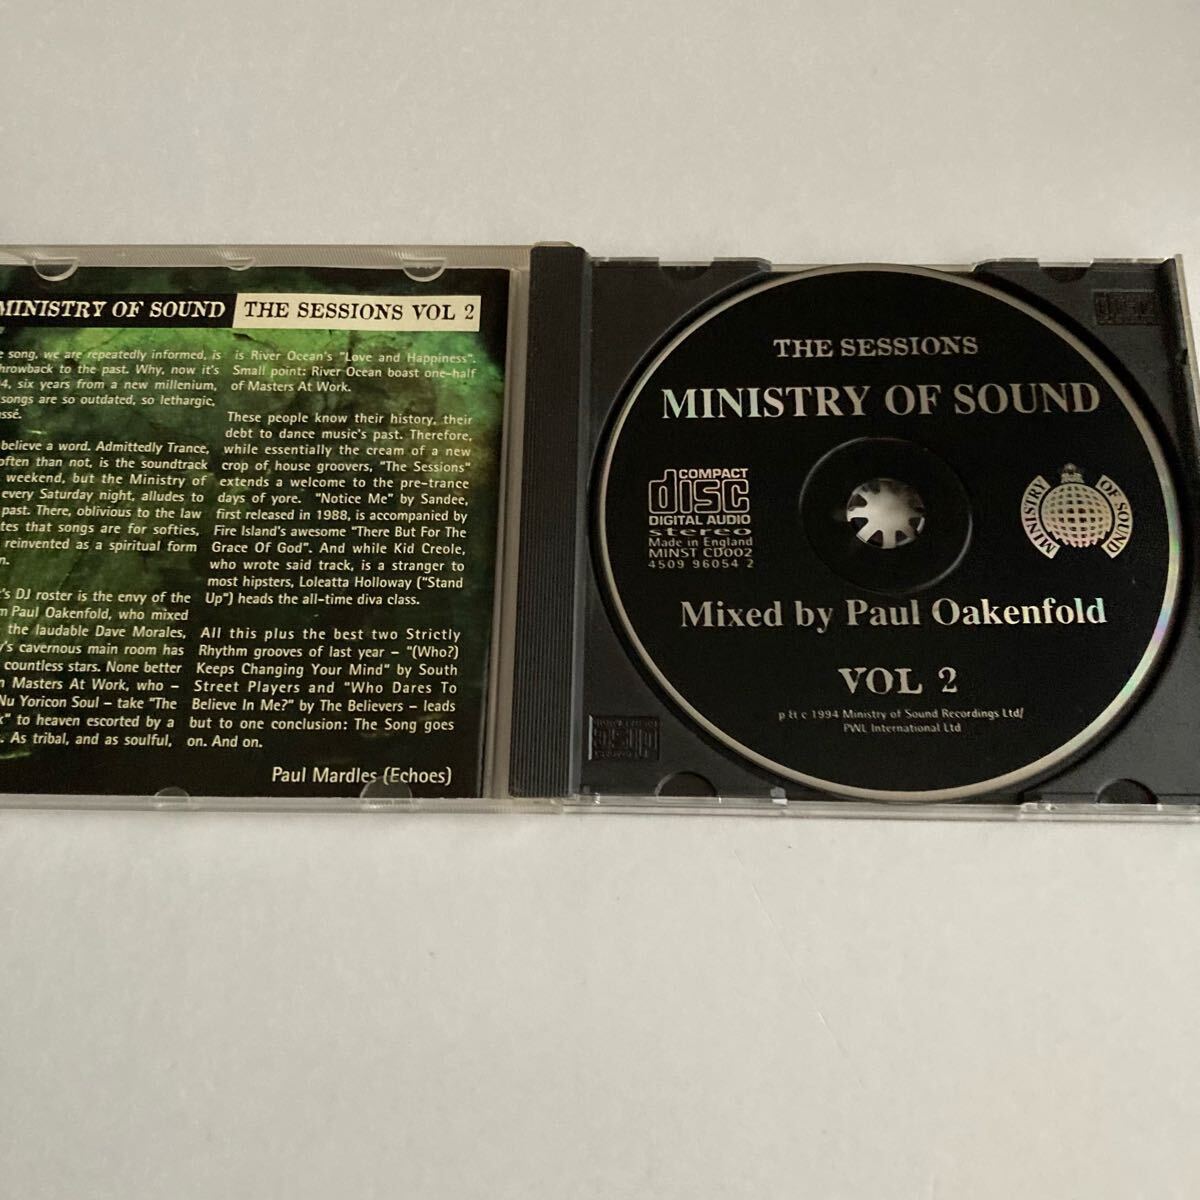 MINISTRY OF SOUND THE SESSIONS VOL 2
song, we are repeatedly informed, is
throwback to the past. Why, now it's
six years from a new millenium,
songs are so outdated, so lethargic,
believe a word. Admittedly Trance,
often than not, is the soundtrack
weekend, but the Ministry of
every Saturday night, alludes to
past. There, oblivious to the law
that songs are for softies,
reinvented as a spiritual form
DJ roster is the envy of the
Paul Oakenfold, who mixed
the laudable Dave Morales,
cavernous main room has
countless stars. None better
Masters At Work, who –
Nu Yoricon Soul – take "The
to heaven escorted by a
As tribal, and as soulful,
is River Ocean's "Love and Happiness".
Small point: River Ocean boast one-half
of Masters At Work.
These people know their history, their
debt to dance music's past. Therefore,
while essentially the cream of a new
crop of house groovers, "The Sessions"
extends a welcome to the pre-trance
days of yore. "Notice Me" by Sandee,
first released in 1988, is accompanied by
Fire Island's awesome "There But For The
Grace Of God". And while Kid Creole,
who wrote said track, is a stranger to
most hipsters, Loleatta Holloway ("Stand
Up") heads the all-time diva class.
All this plus the best two Strictly
Rhythm grooves of last year – "(Who?)
Keeps Changing Your Mind" by South
Street Players and "Who Dares To
Believe In Me?" by The Believers – leads
but to one conclusion: The Song goes
on. And on.
Paul Mardles (Echoes)
THE SESSIONS
MINISTRY OF SOUND
COMPACT
disc
DIGITAL AUDIO
stereo
Made in England
MINST CD002
4509 96054 2
MINISTRY OF SOUND
Mixed by Paul Oakenfold
VOL 2
p & c 1994 Ministry of Sound Recordings Ltd/
PWL International Ltd